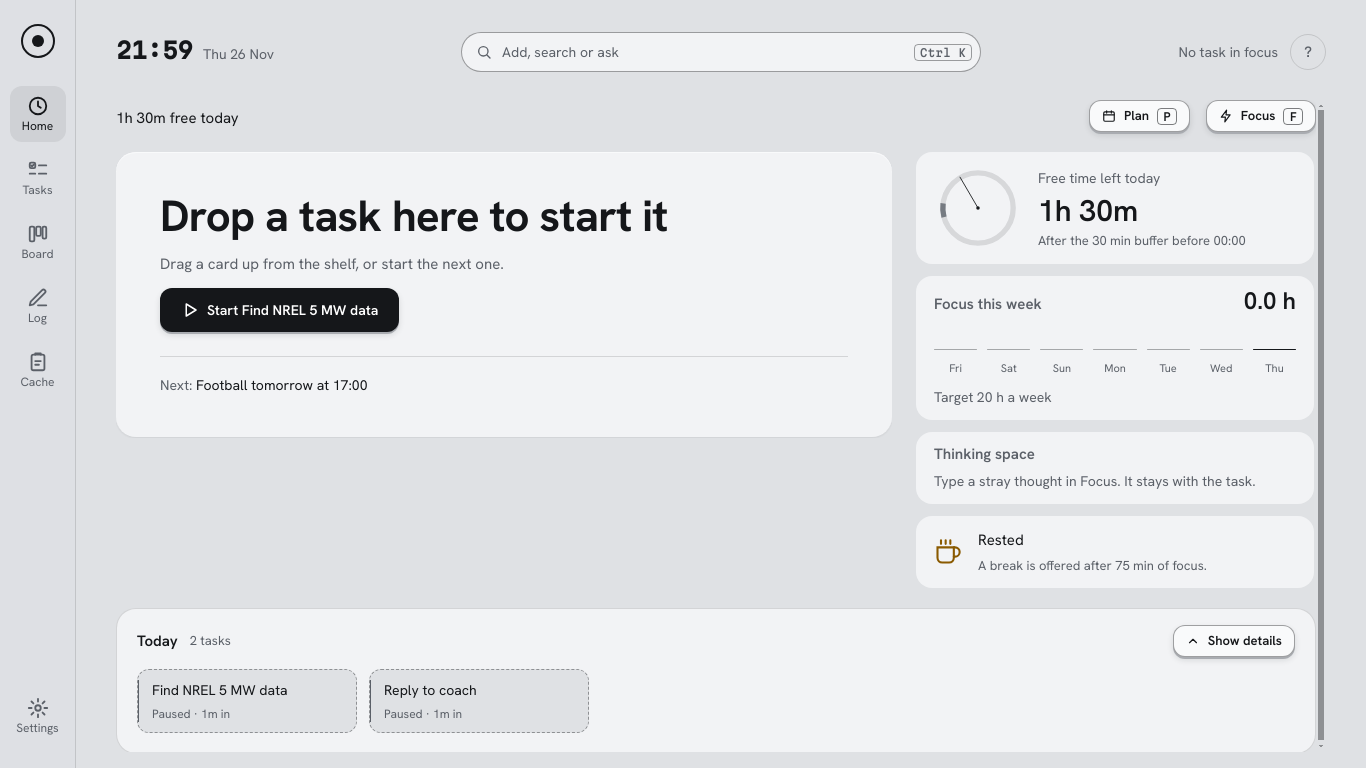 21:59 Thu 26 Nov
Add, search or ask Ctrl K
No task in focus ?
Home
Tasks
Board
Log
Cache
Settings
1h 30m free today
Plan P
Focus F
Drop a task here to start it
Drag a card up from the shelf, or start the next one.
Start Find NREL 5 MW data
Next: Football tomorrow at 17:00
Free time left today
1h 30m
After the 30 min buffer before 00:00
Focus this week 0.0 h
Fri Sat Sun Mon Tue Wed Thu
Target 20 h a week
Thinking space
Type a stray thought in Focus. It stays with the task.
Rested
A break is offered after 75 min of focus.
Today 2 tasks
Show details
Find NREL 5 MW data
Paused · 1m in
Reply to coach
Paused · 1m in